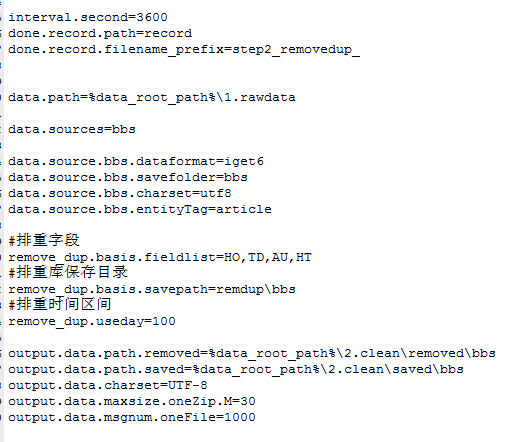 interval.second=3600
done.record.path=record
done.record.filename_prefix=step2_removedup_
data.path=%data_root_path%\1.rawdata
data.sources=bbs
data.source.bbs.dataformat=iget6
data.source.bbs.savefolder=bbs
data.source.bbs.charset=utf8
data.source.bbs.entityTag=article
#排重字段
remove_dup.basis.fieldlist=HO,TD,AU,HT
#排重库保存目录
remove_dup.basis.savepath=remdup\bbs
#排重时间区间
remove_dup.useday=100
output.data.path.removed=%data_root_path%\2.clean\removed\bbs
output.data.path.saved=%data_root_path%\2.clean\saved\bbs
output.data.charset=UTF-8
output.data.maxsize.oneZip.M=30
output.data.msgnum.oneFile=1000